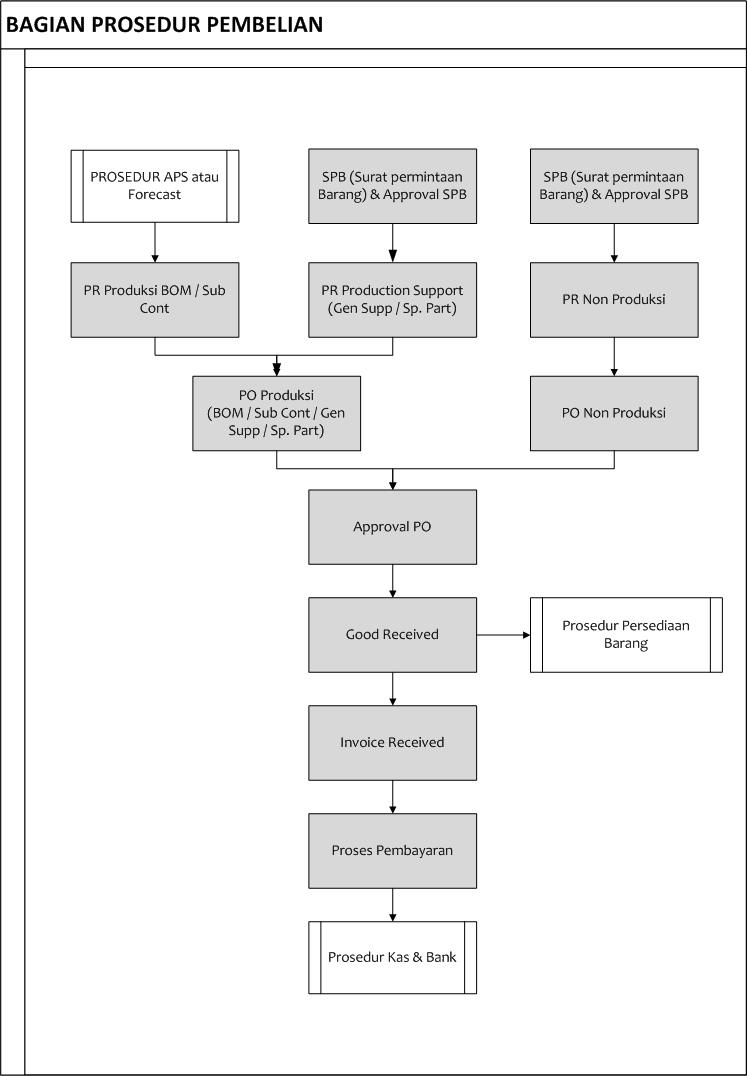 BAGIAN PROSEDUR PEMBELIAN
PROSEDUR APS atau
Forecast
SPB (Surat permintaan
Barang) & Approval SPB
SPB (Surat permintaan
Barang) & Approval SPB
PR Produksi BOM / Sub
Cont
PR Production Support
(Gen Supp / Sp. Part)
PR Non Produksi
PO Produksi
(BOM / Sub Cont / Gen
Supp / Sp. Part)
PO Non Produksi
Approval PO
Good Received
Prosedur Persediaan
Barang
Invoice Received
Proses Pembayaran
Prosedur Kas & Bank